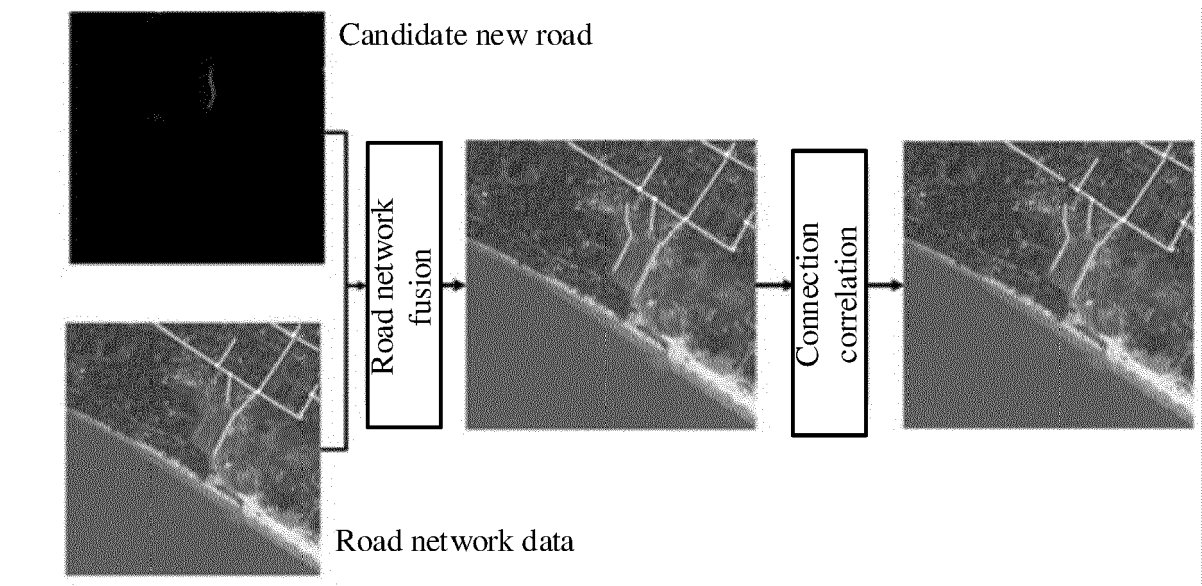 Candidate new road
Road network
fusion
Connection
correlation
Road network data